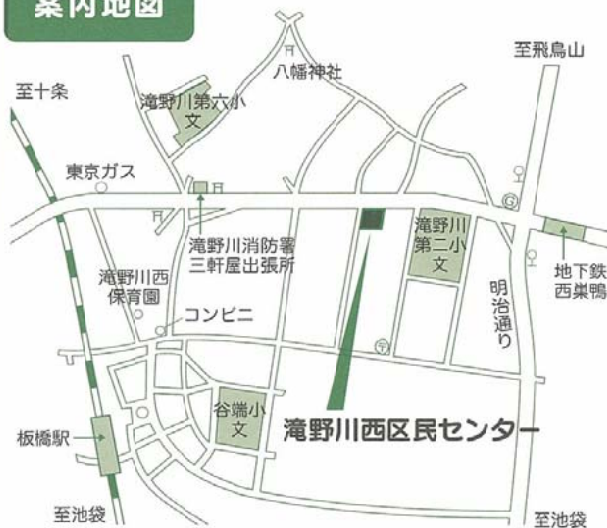 案内地図
八幡神社
至飛鳥山
至十条
滝野川第六小
文
東京ガス
G
滝野川消防署
三軒屋出張所
滝野川
第二小
文
地下鉄
西巣鴨
滝野川西
保育園
コンビニ
明治通り
〒
谷端小
文
滝野川西区民センター
板橋駅
至池袋
至池袋